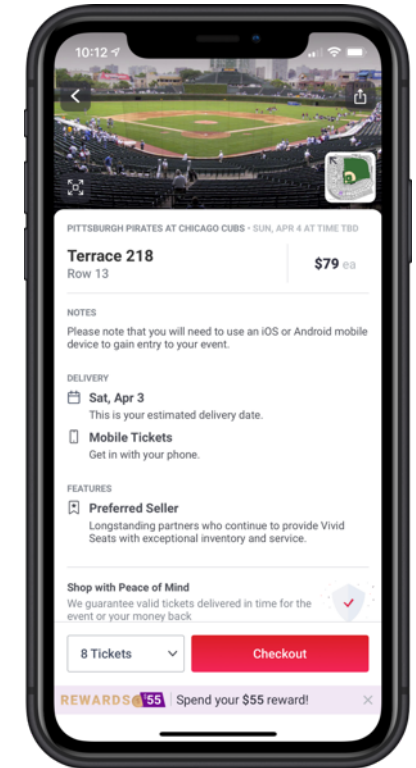 10:12
PITTSBURGH PIRATES AT CHICAGO CUBS • SUN, APR 4 AT TIME TBD
Terrace 218
Row 13
$79 ea
NOTES
Please note that you will need to use an iOS or Android mobile
device to gain entry to your event.
DELIVERY
Sat, Apr 3
This is your estimated delivery date.
Mobile Tickets
Get in with your phone.
FEATURES
Preferred Seller
Longstanding partners who continue to provide Vivid
Seats with exceptional inventory and service.
Shop with Peace of Mind
We guarantee valid tickets delivered in time for the
event or your money back
8 Tickets
Checkout
REWARDS $55 Spend your $55 reward!